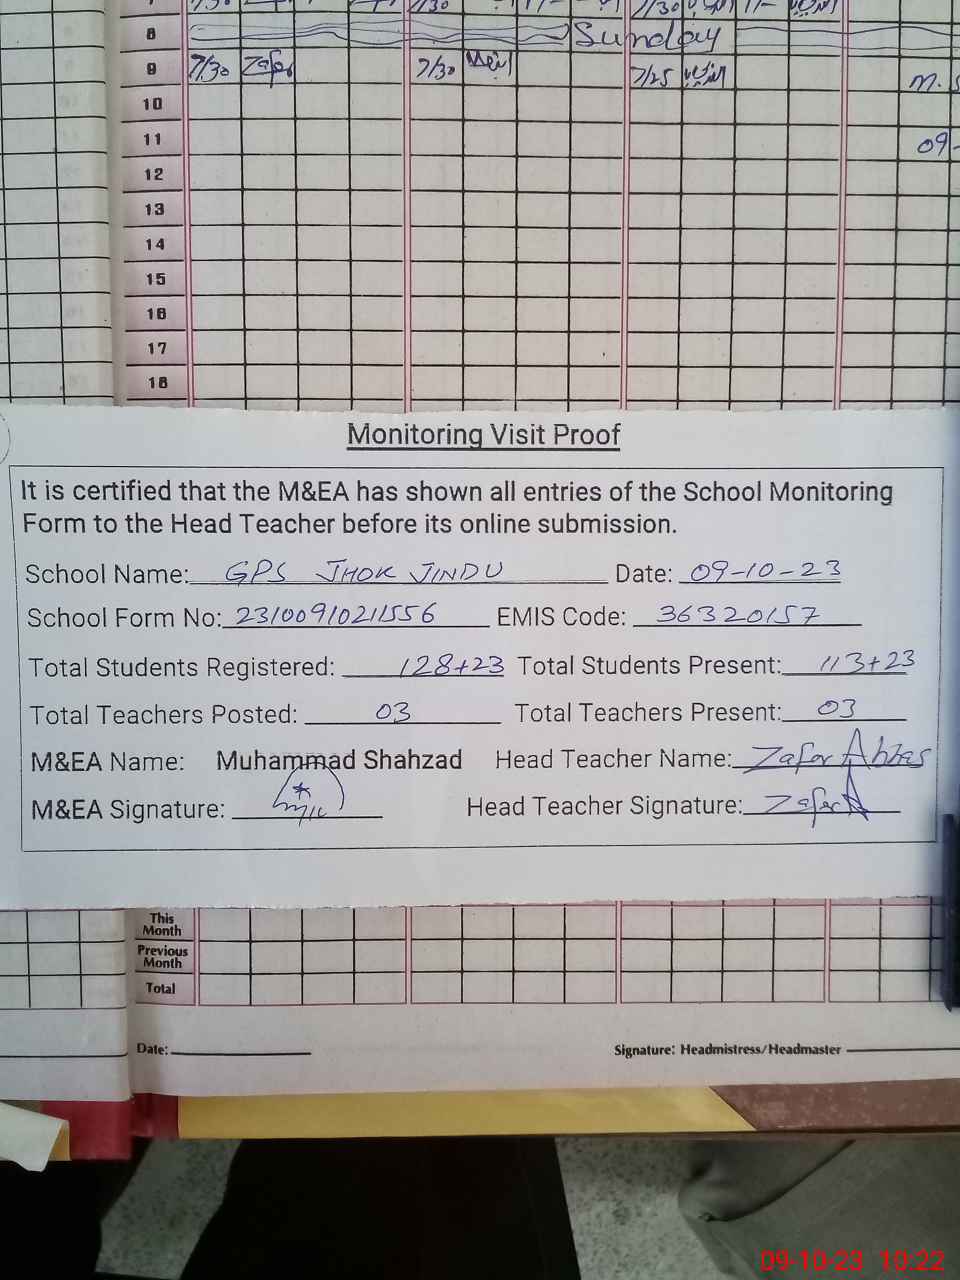 8 Sunday
9 7/30 Zafar 7/30 7/25 M.
10
11 09-
12
13
14
15
16
17
18
Monitoring Visit Proof
It is certified that the M&EA has shown all entries of the School Monitoring
Form to the Head Teacher before its online submission.
School Name: GPS JHOK JINDU Date: 09-10-23
School Form No: 23100910211556 EMIS Code: 36320157
Total Students Registered: 128+23 Total Students Present: 113+23
Total Teachers Posted: 03 Total Teachers Present: 03
M&EA Name: Muhammad Shahzad Head Teacher Name: Zafar Abbas
M&EA Signature: Head Teacher Signature: Zafar A
This
Month
Previous
Month
Total
Date: Signature: Headmistress/Headmaster
09-10-23 10:22